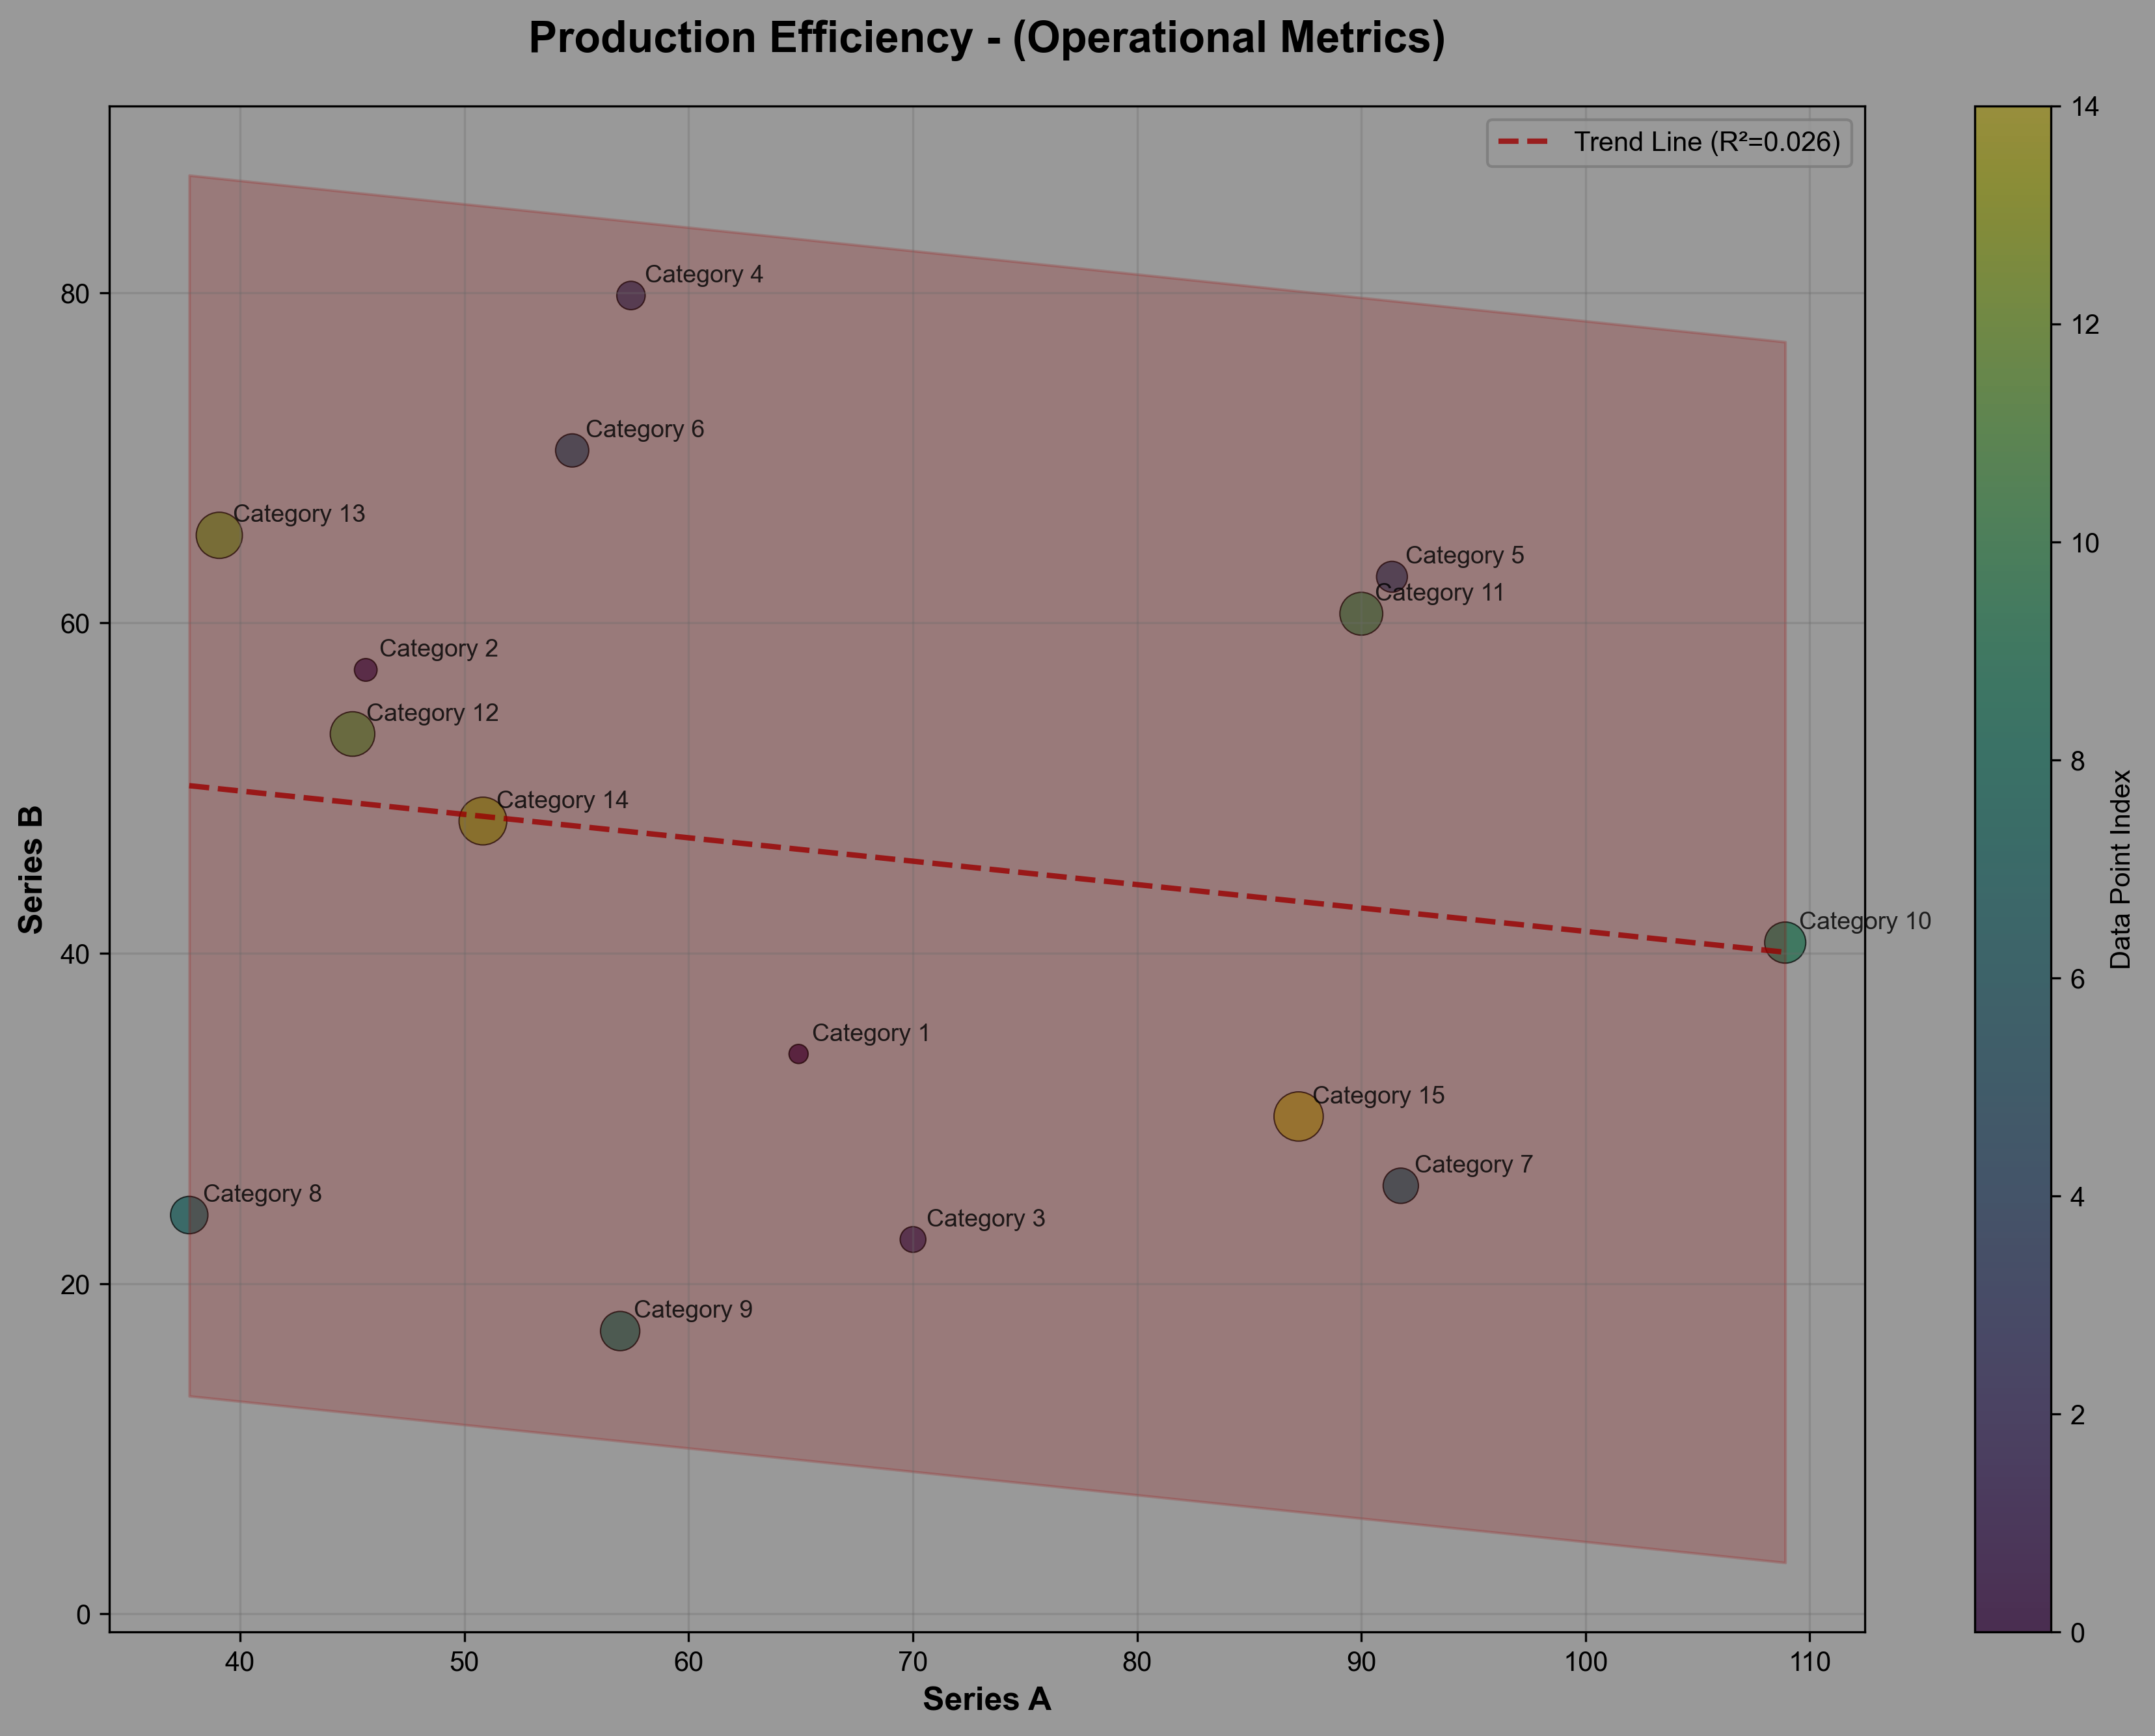 Production Efficiency - (Operational Metrics)
Trend Line (R²=0.026)
Category 4
Category 6
Category 13
Category 5
Category 11
Category 2
Category 12
Category 14
Category 10
Category 1
Category 15
Category 7
Category 8
Category 3
Category 9
80
60
40
20
0
Series B
40
50
60
70
80
90
100
110
Series A
14
12
10
8
6
4
2
0
Data Point Index